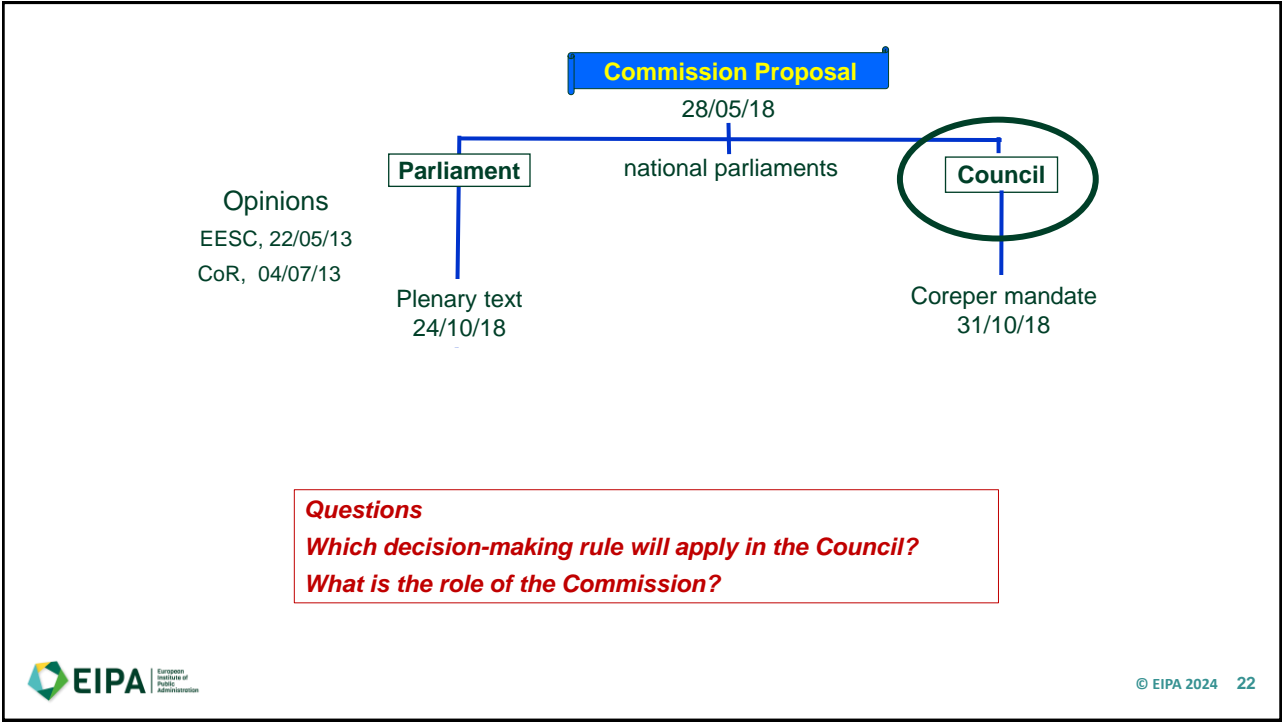 Commission Proposal
28/05/18
Parliament
national parliaments
Council
Opinions
EESC, 22/05/13
CoR, 04/07/13
Plenary text
24/10/18
Coreper mandate
31/10/18
Questions
Which decision-making rule will apply in the Council?
What is the role of the Commission?
EIPA
European
Institute of
Public
Administration
© EIPA 2024 22